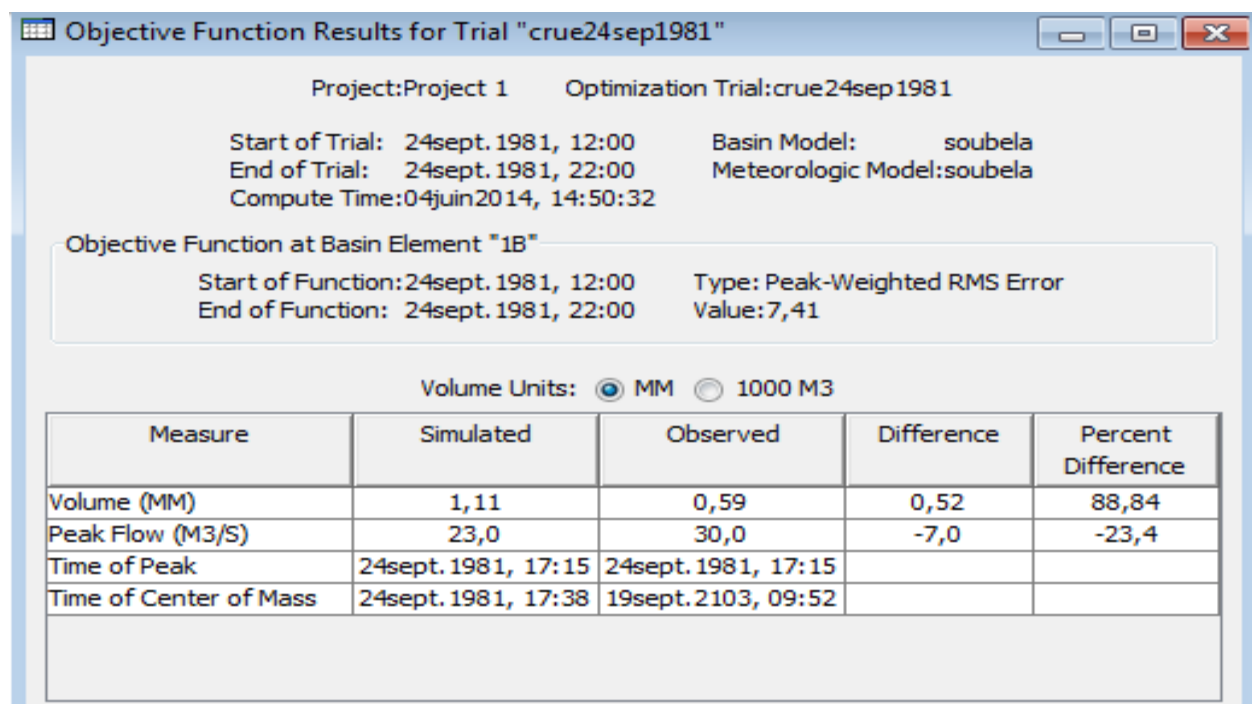 Objective Function Results for Trial "crue24sep1981"
Project:Project 1 Optimization Trial:crue24sep1981
Start of Trial: 24sept.1981, 12:00 Basin Model: soubela
End of Trial: 24sept.1981, 22:00 Meteorologic Model:soubela
Compute Time:04juin2014, 14:50:32
Objective Function at Basin Element "1B"
Start of Function:24sept.1981, 12:00 Type: Peak-Weighted RMS Error
End of Function: 24sept.1981, 22:00 Value:7,41
Volume Units: MM 1000 M3
Measure Simulated Observed Difference Percent Difference
Volume (MM) 1,11 0,59 0,52 88,84
Peak Flow (M3/S) 23,0 30,0 -7,0 -23,4
Time of Peak 24sept.1981, 17:15 24sept.1981, 17:15
Time of Center of Mass 24sept.1981, 17:38 19sept.2103, 09:52